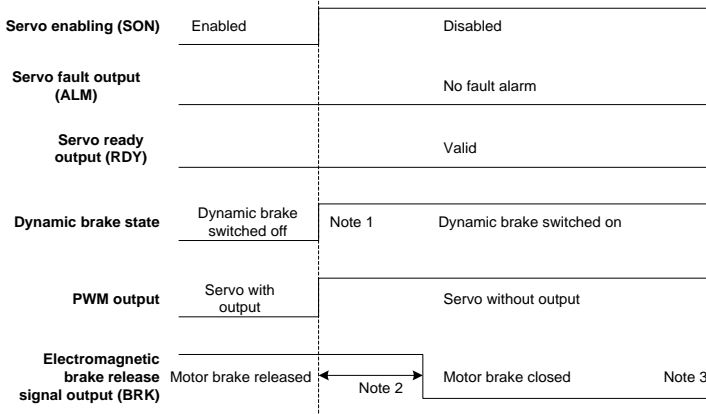 Servo enabling (SON) Enabled Disabled
Servo fault output
(ALM) No fault alarm
Servo ready
output (RDY) Valid
Dynamic brake state Dynamic brake
switched off Note 1 Dynamic brake switched on
PWM output Servo with
output Servo without output
Electromagnetic
brake release
signal output (BRK) Motor brake released Note 2 Motor brake closed Note 3